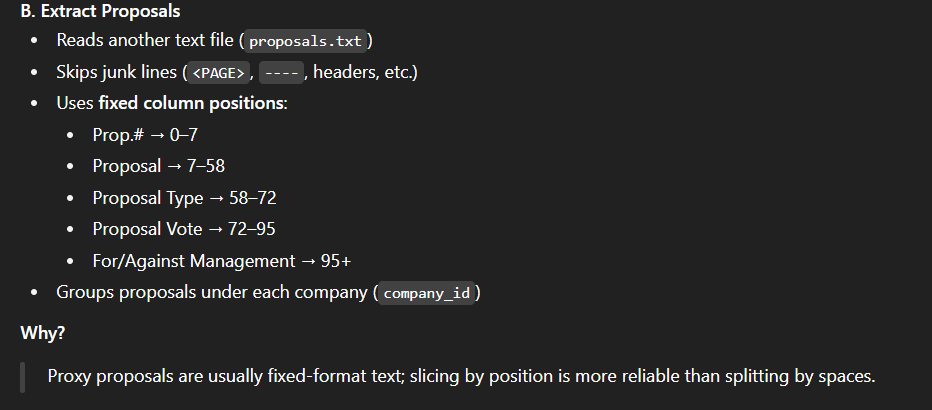 B. Extract Proposals
• Reads another text file (proposals.txt)
• Skips junk lines (<PAGE>, ----, headers, etc.)
• Uses fixed column positions:
• Prop.# → 0–7
• Proposal → 7–58
• Proposal Type → 58–72
• Proposal Vote → 72–95
• For/Against Management → 95+
• Groups proposals under each company (company_id)
Why?
Proxy proposals are usually fixed-format text; slicing by position is more reliable than splitting by spaces.